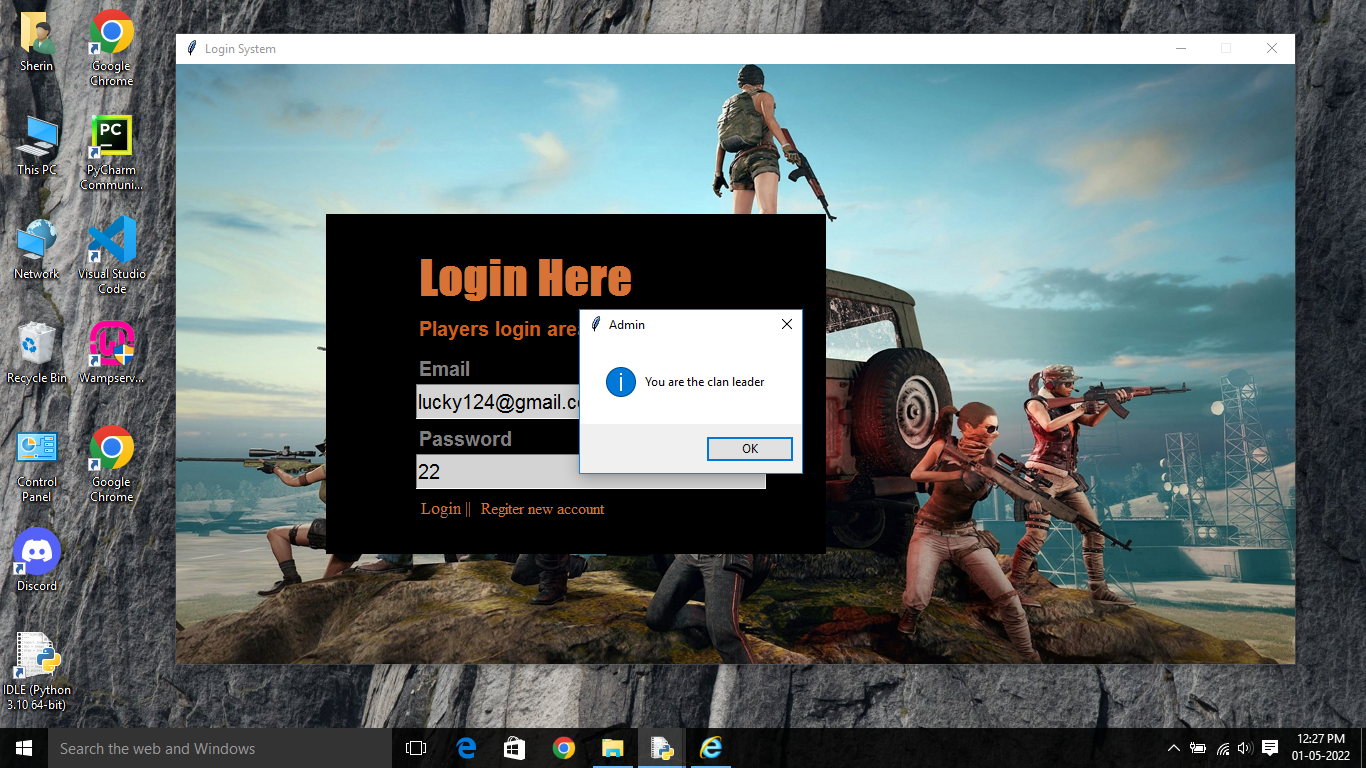 Sherin
Google
Chrome
This PC
PC
PyCharm
Communi...
Network
Visual Studio
Code
Recycle Bin
Wampserv...
Control
Panel
Google
Chrome
Discord
IDLE (Python
3.10 64-bit)
Login System
Login Here
Players login area
Email
lucky124@gmail.co
Password
22
Login ||
Regiter new account
Admin
You are the clan leader
OK
Search the web and Windows
12:27 PM
01-05-2022